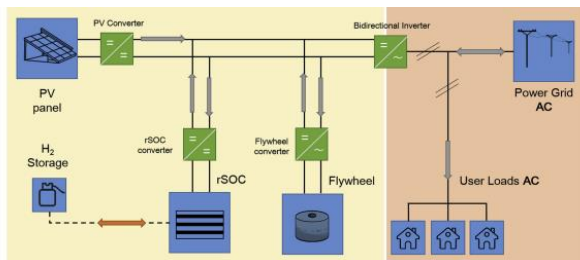 PV Converter
Bidirectional Inverter
PV
panel
Power Grid
AC
H2
Storage
rSOC
converter
Flywheel
converter
rSOC
Flywheel
User Loads AC